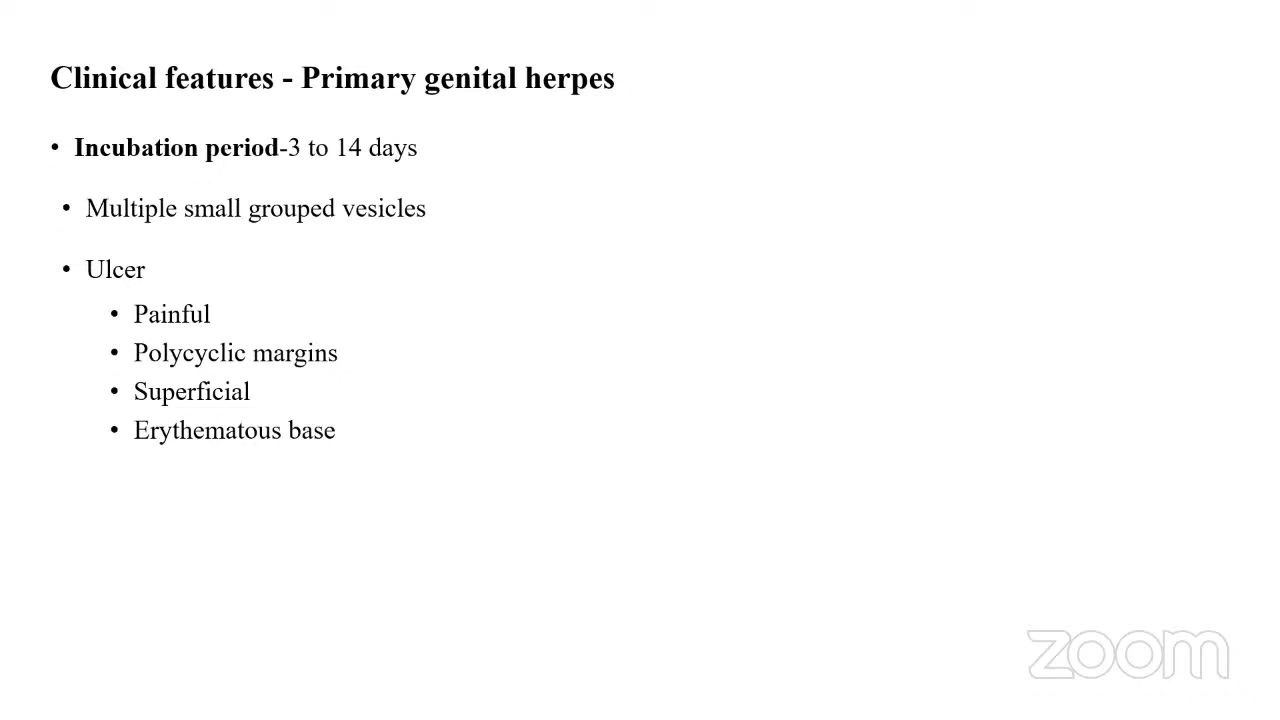 Clinical features - Primary genital herpes
• Incubation period-3 to 14 days
• Multiple small grouped vesicles
• Ulcer
• Painful
• Polycyclic margins
• Superficial
• Erythematous base
zoom